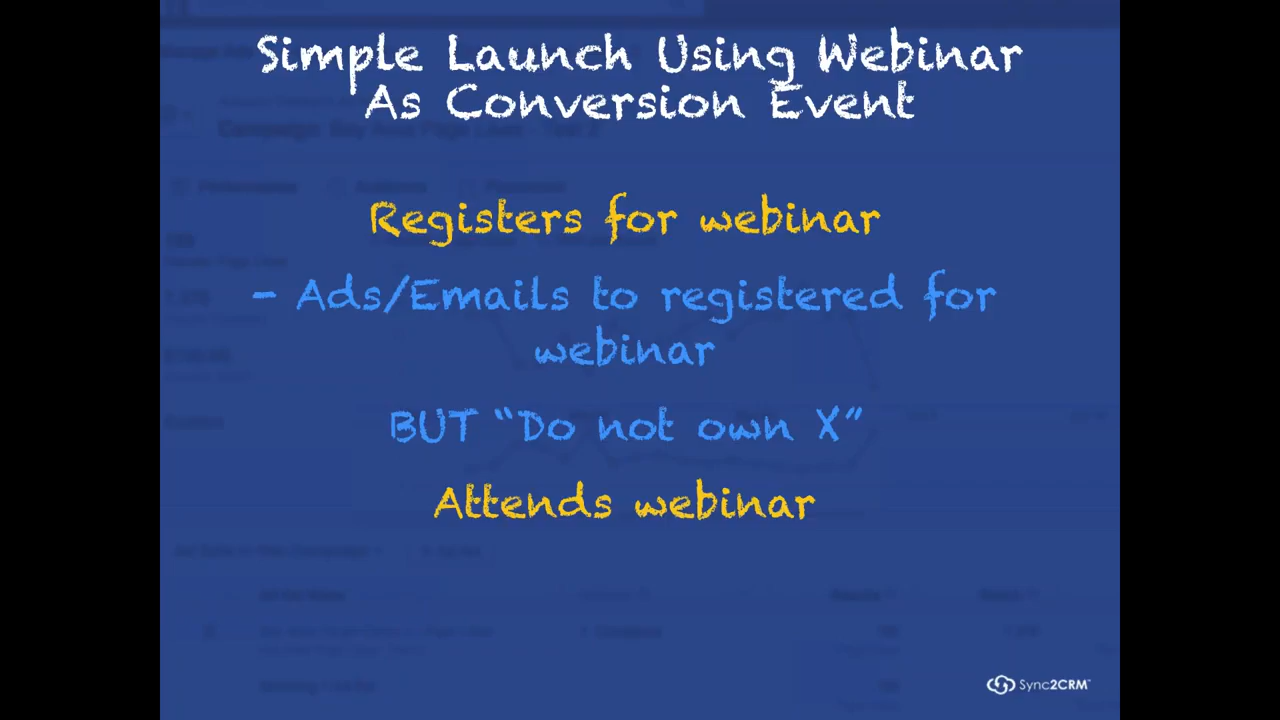 Simple Launch Using Webinar
As Conversion Event
Registers for webinar
- Ads/Emails to registered for
webinar
BUT “Do not own X”
Attends webinar
Sync2CRM